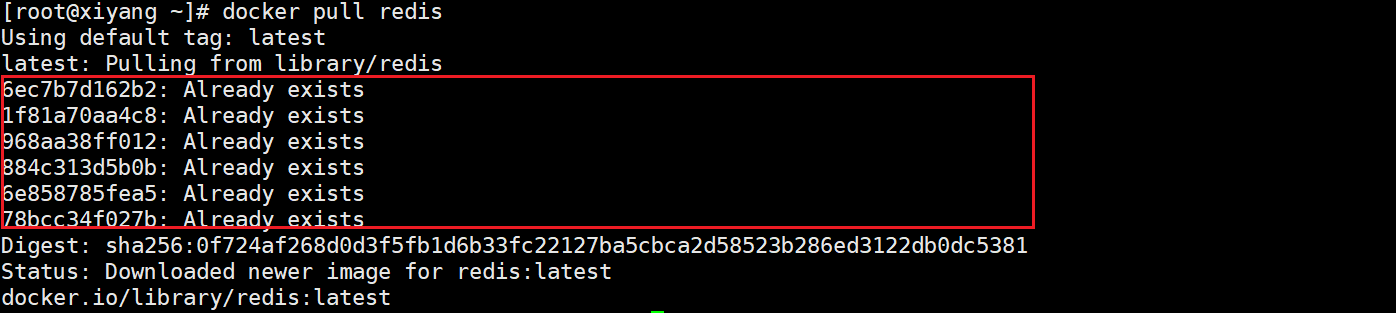 [root@xiyang ~]# docker pull redis
Using default tag: latest
latest: Pulling from library/redis
6ec7b7d162b2: Already exists
1f81a70aa4c8: Already exists
968aa38ff012: Already exists
884c313d5b0b: Already exists
6e858785fea5: Already exists
78bcc34f027b: Already exists
Digest: sha256:0f724af268d0d3f5fb1d6b33fc22127ba5cbca2d58523b286ed3122db0dc5381
Status: Downloaded newer image for redis:latest
docker.io/library/redis:latest